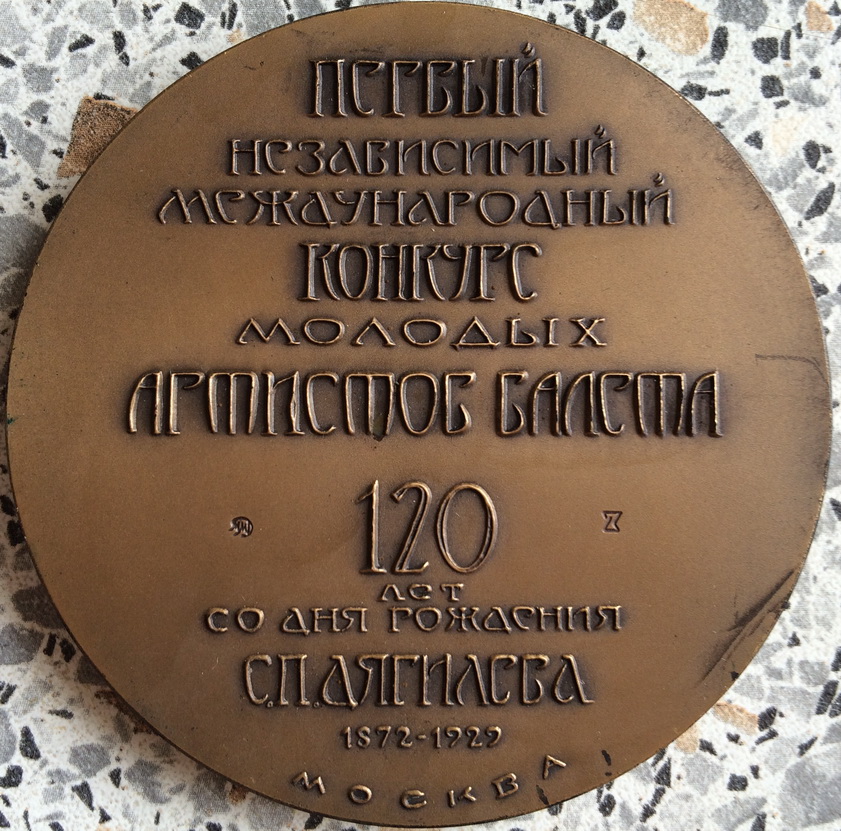 ПЕРВЫЙ
НЕЗАВИСИМЫЙ
МЕЖДУНАРОДНЫЙ
КОНКУРС
МОЛОДЫХ
АРТИСТОВ БАЛЕТА
120
ЛЕТ
СО ДНЯ РОЖДЕНИЯ
С.П.ДЯГИЛЕВА
1872-1929
МОСКВА